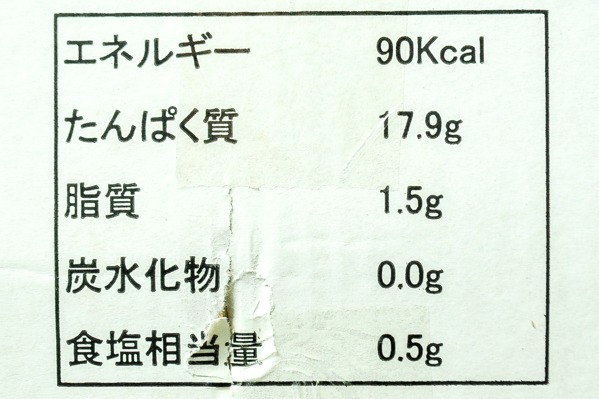 エネルギー 90Kcal
たんぱく質 17.9g
脂質 1.5g
炭水化物 0.0g
食塩相当量 0.5g